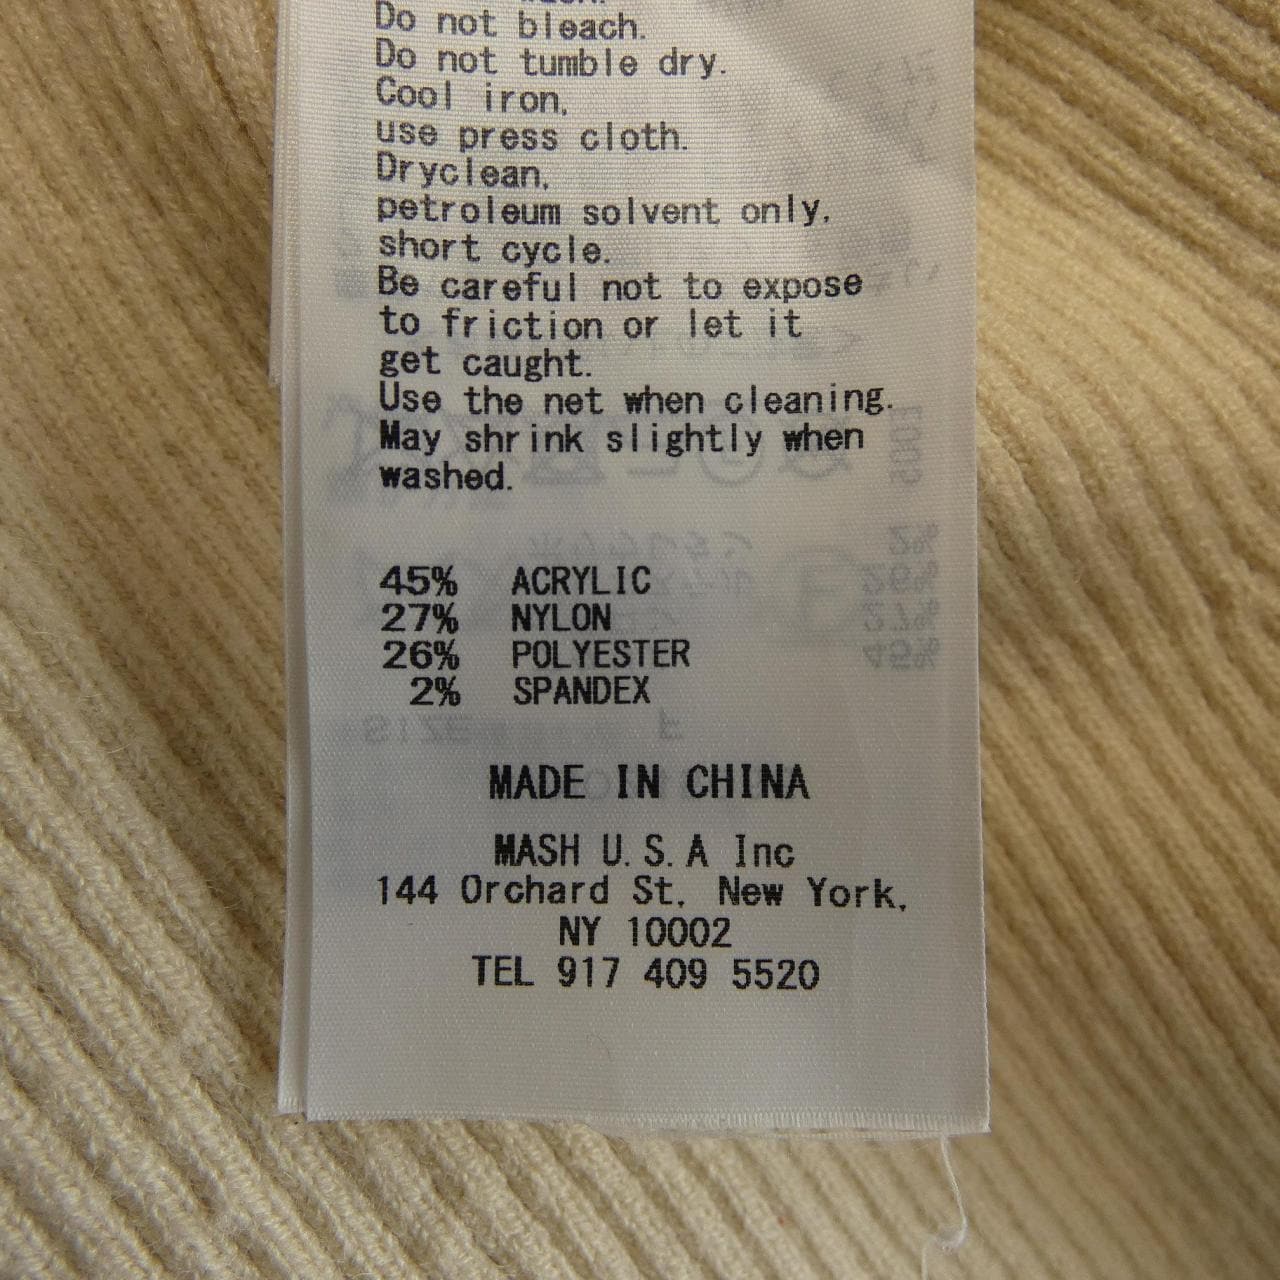 Do not bleach.
Do not tumble dry.
Cool iron,
use press cloth.
Dryclean,
petroleum solvent only,
short cycle.
Be careful not to expose
to friction or let it
get caught.
Use the net when cleaning.
May shrink slightly when
washed.
45% ACRYLIC
27% NYLON
26% POLYESTER
2% SPANDEX
MADE IN CHINA
MASH U.S.A Inc
144 Orchard St, New York,
NY 10002
TEL 917 409 5520